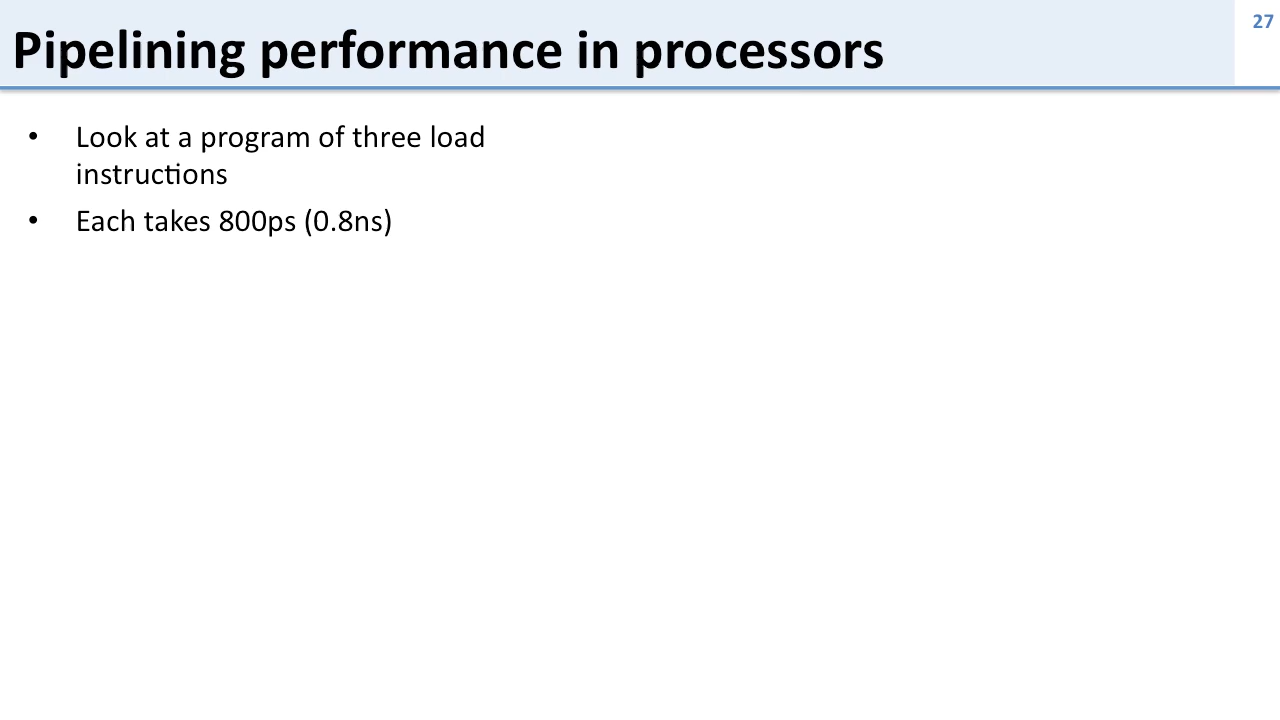 Pipelining performance in processors
27
• Look at a program of three load
instructions
• Each takes 800ps (0.8ns)